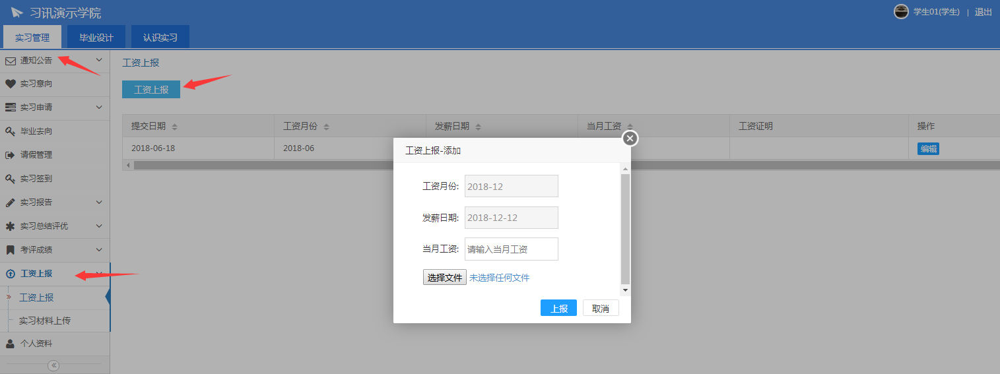 习讯演示学院
学生01(学生) | 退出
实习管理 毕业设计 认识实习
通知公告
实习意向
实习申请
毕业去向
请假管理
实习签到
实习报告
实习总结评优
考评成绩
工资上报
» 工资上报
实习材料上传
个人资料
工资上报
工资上报
提交日期 工资月份 发薪日期 当月工资 工资证明 操作
2018-06-18 2018-06 编辑
工资上报-添加
工资月份: 2018-12
发薪日期: 2018-12-12
当月工资: 请输入当月工资
选择文件 未选择任何文件
上报 取消